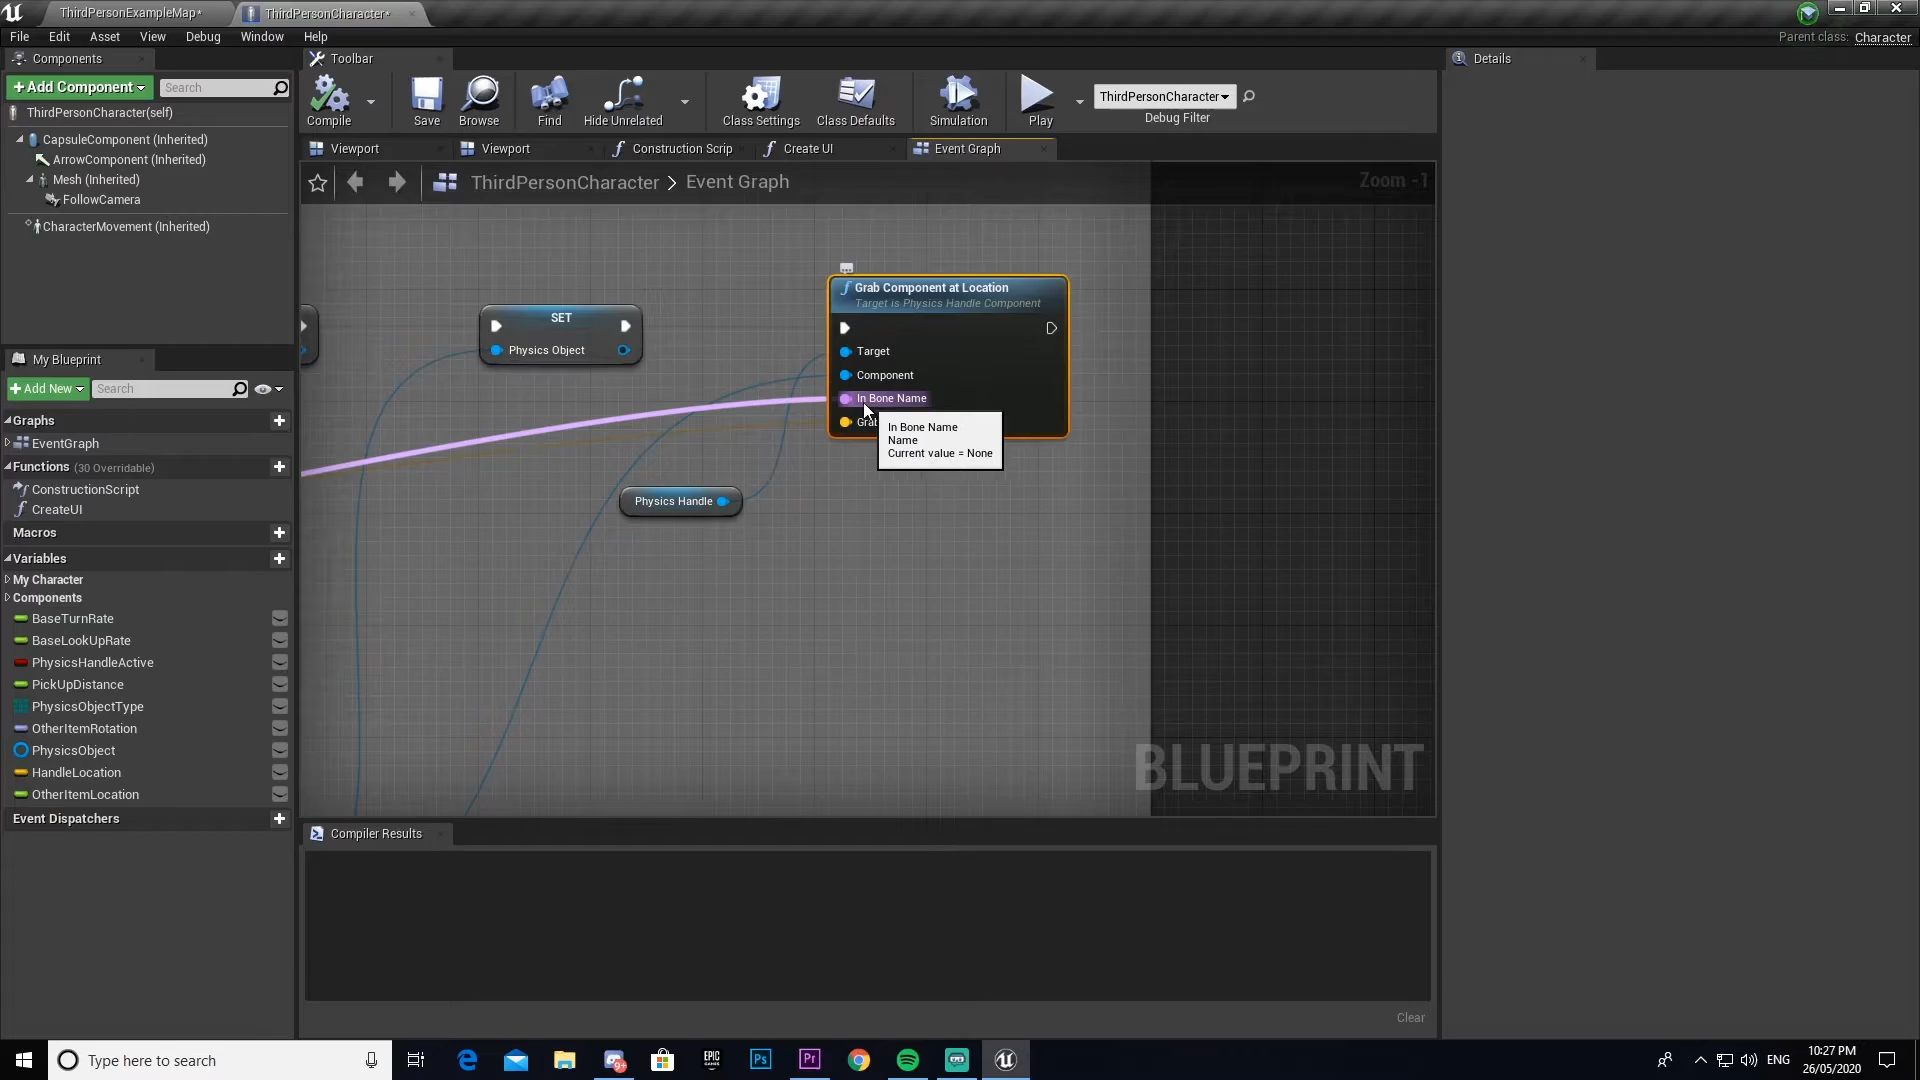 ThirdPersonExampleMap*
ThirdPersonCharacter*
File Edit Asset View Debug Window Help
Parent class: Character
Components
Toolbar
Details
+Add Component
Search
ThirdPersonCharacter(self)
CapsuleComponent (Inherited)
ArrowComponent (Inherited)
Mesh (Inherited)
FollowCamera
CharacterMovement (Inherited)
Compile
Save
Browse
Find
Hide Unrelated
Class Settings
Class Defaults
Simulation
Play
ThirdPersonCharacter
Debug Filter
Viewport
Viewport
Construction Scrip
Create UI
Event Graph
ThirdPersonCharacter > Event Graph
Zoom -1
SET
Physics Object
Grab Component at Location
Target is Physics Handle Component
Target
Component
In Bone Name
In Bone Name
Name
Current value = None
Physics Handle
BLUEPRINT
My Blueprint
+Add New
Search
Graphs
EventGraph
Functions (30 Overridable)
ConstructionScript
CreateUI
Macros
Variables
My Character
Components
BaseTurnRate
BaseLookUpRate
PhysicsHandleActive
PickUpDistance
PhysicsObjectType
OtherItemRotation
PhysicsObject
HandleLocation
OtherItemLocation
Event Dispatchers
Compiler Results
Clear
Type here to search
EPIC
GAMES
Ps
Pr
9+
ENG
10:27 PM
26/05/2020